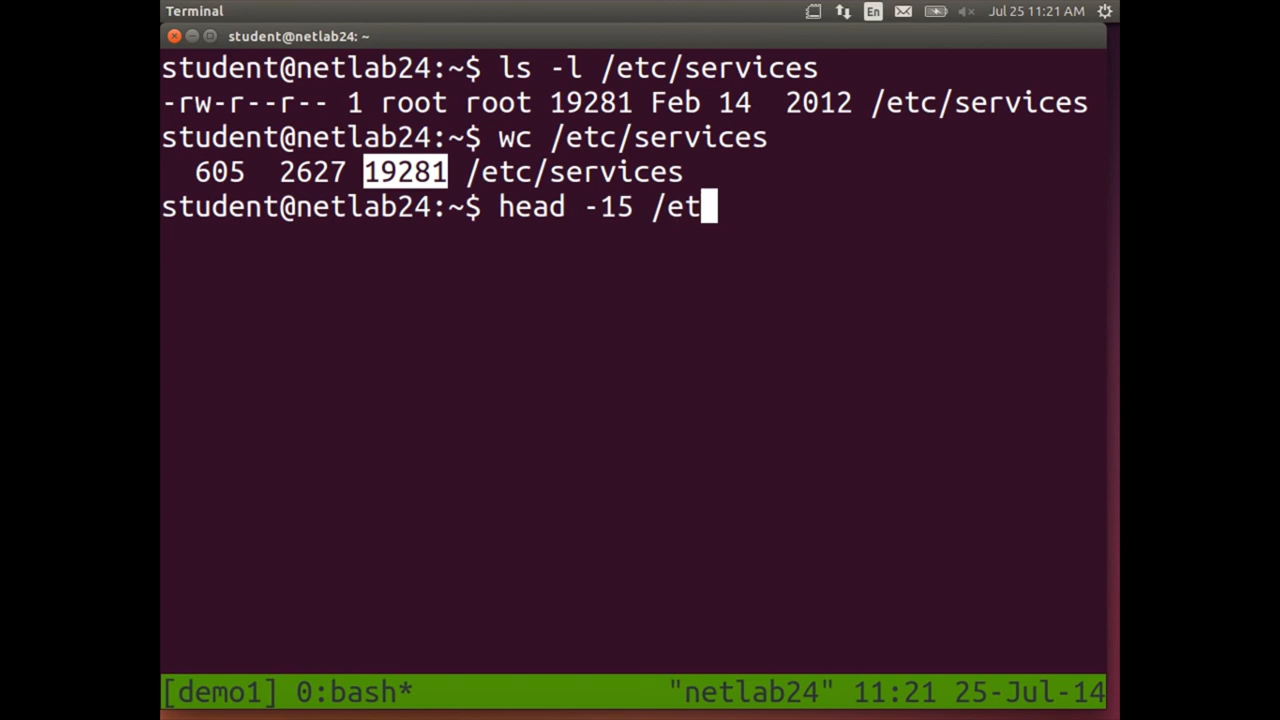 Terminal
En
Jul 25 11:21 AM
student@netlab24: ~
student@netlab24:~$ ls -l /etc/services
-rw-r--r-- 1 root root 19281 Feb 14  2012 /etc/services
student@netlab24:~$ wc /etc/services
  605  2627 19281 /etc/services
student@netlab24:~$ head -15 /et
[demo1] 0:bash* "netlab24" 11:21 25-Jul-14